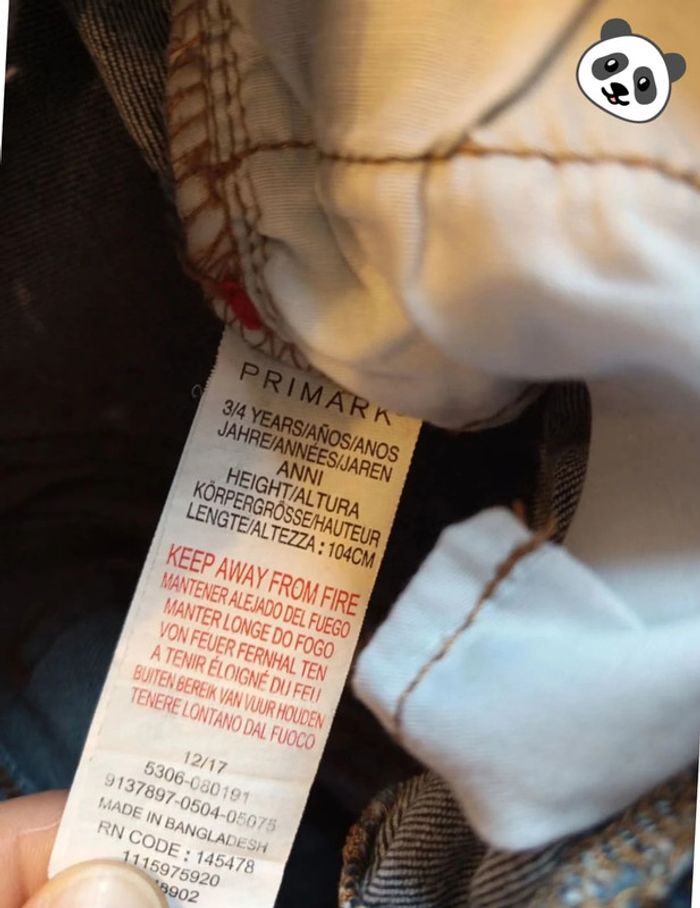 PRIMARK
3/4 YEARS/AÑOS/ANOS
JAHRE/ANNÉES/JAREN
ANNI
HEIGHT/ALTURA
KÖRPERGRÖSSE/HAUTEUR
LENGTE/ALTEZZA : 104CM
KEEP AWAY FROM FIRE
MANTENER ALEJADO DEL FUEGO
MANTER LONGE DO FOGO
VON FEUER FERNHAL TEN
A TENIR ÉLOIGNÉ DU FEU
BUITEN BEREIK VAN VUUR HOUDEN
TENERE LONTANO DAL FUOCO
12/17
5306-080191
9137897-0504-05075
MADE IN BANGLADESH
RN CODE : 145478
1115975920